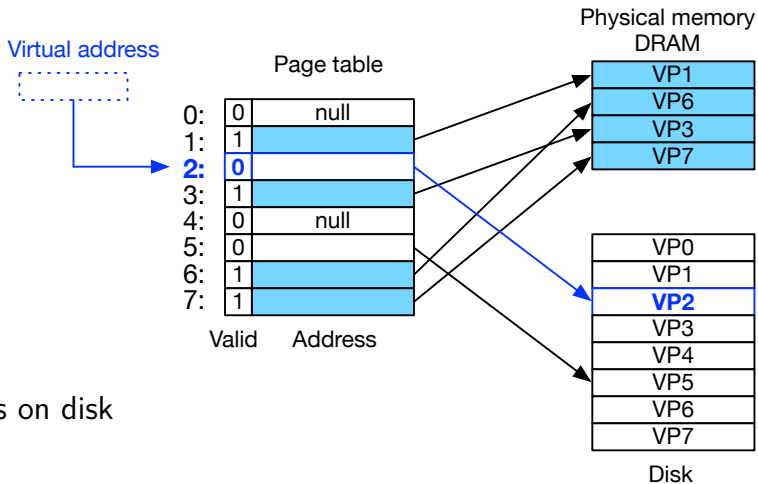 Physical memory
DRAM
Virtual address
Page table
VP1
VP6
VP3
VP7
0: 0 null
1: 1
2: 0
3: 1
4: 0 null
5: 0
6: 1
7: 1
Valid Address
VP0
VP1
VP2
VP3
VP4
VP5
VP6
VP7
Disk
s on disk